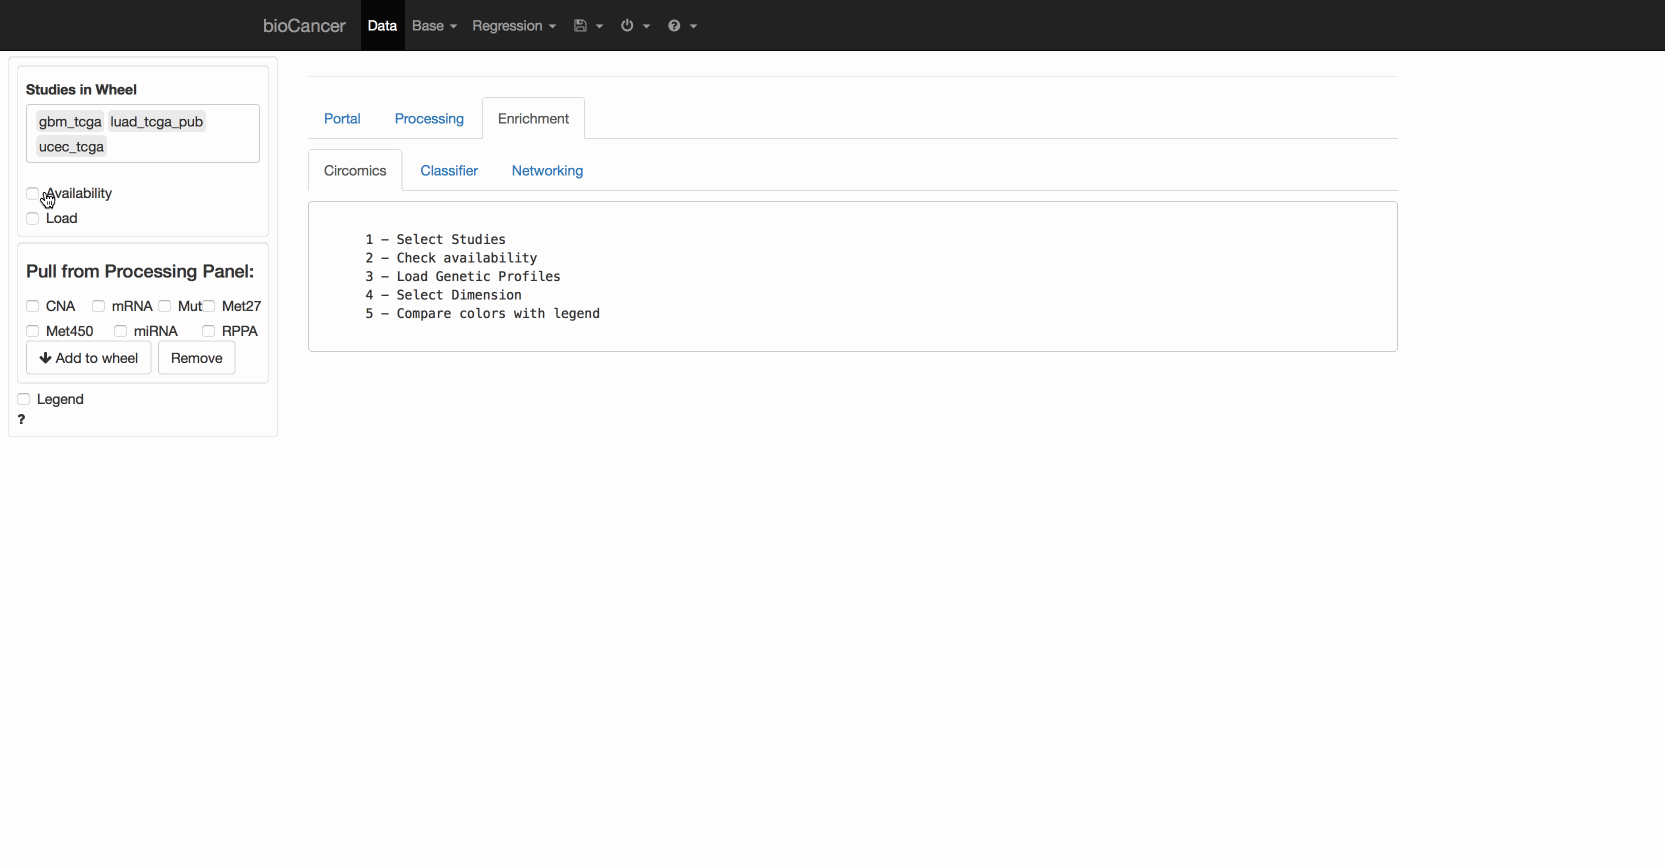 bioCancer Data Base Regression
Studies in Wheel
gbm_tcga luad_tcga_pub
ucec_tcga
Availability
Load
Pull from Processing Panel:
CNA mRNA Mut Met27
Met450 miRNA RPPA
Add to wheel Remove
Legend
?
Portal Processing Enrichment
Circomics Classifier Networking
1 – Select Studies
2 – Check availability
3 – Load Genetic Profiles
4 – Select Dimension
5 – Compare colors with legend